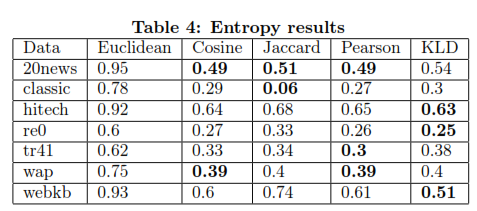 Table 4: Entropy results
Data Euclidean Cosine Jaccard Pearson KLD
20news 0.95 0.49 0.51 0.49 0.54
classic 0.78 0.29 0.06 0.27 0.3
hitech 0.92 0.64 0.68 0.65 0.63
re0 0.6 0.27 0.33 0.26 0.25
tr41 0.62 0.33 0.34 0.3 0.38
wap 0.75 0.39 0.4 0.39 0.4
webkb 0.93 0.6 0.74 0.61 0.51